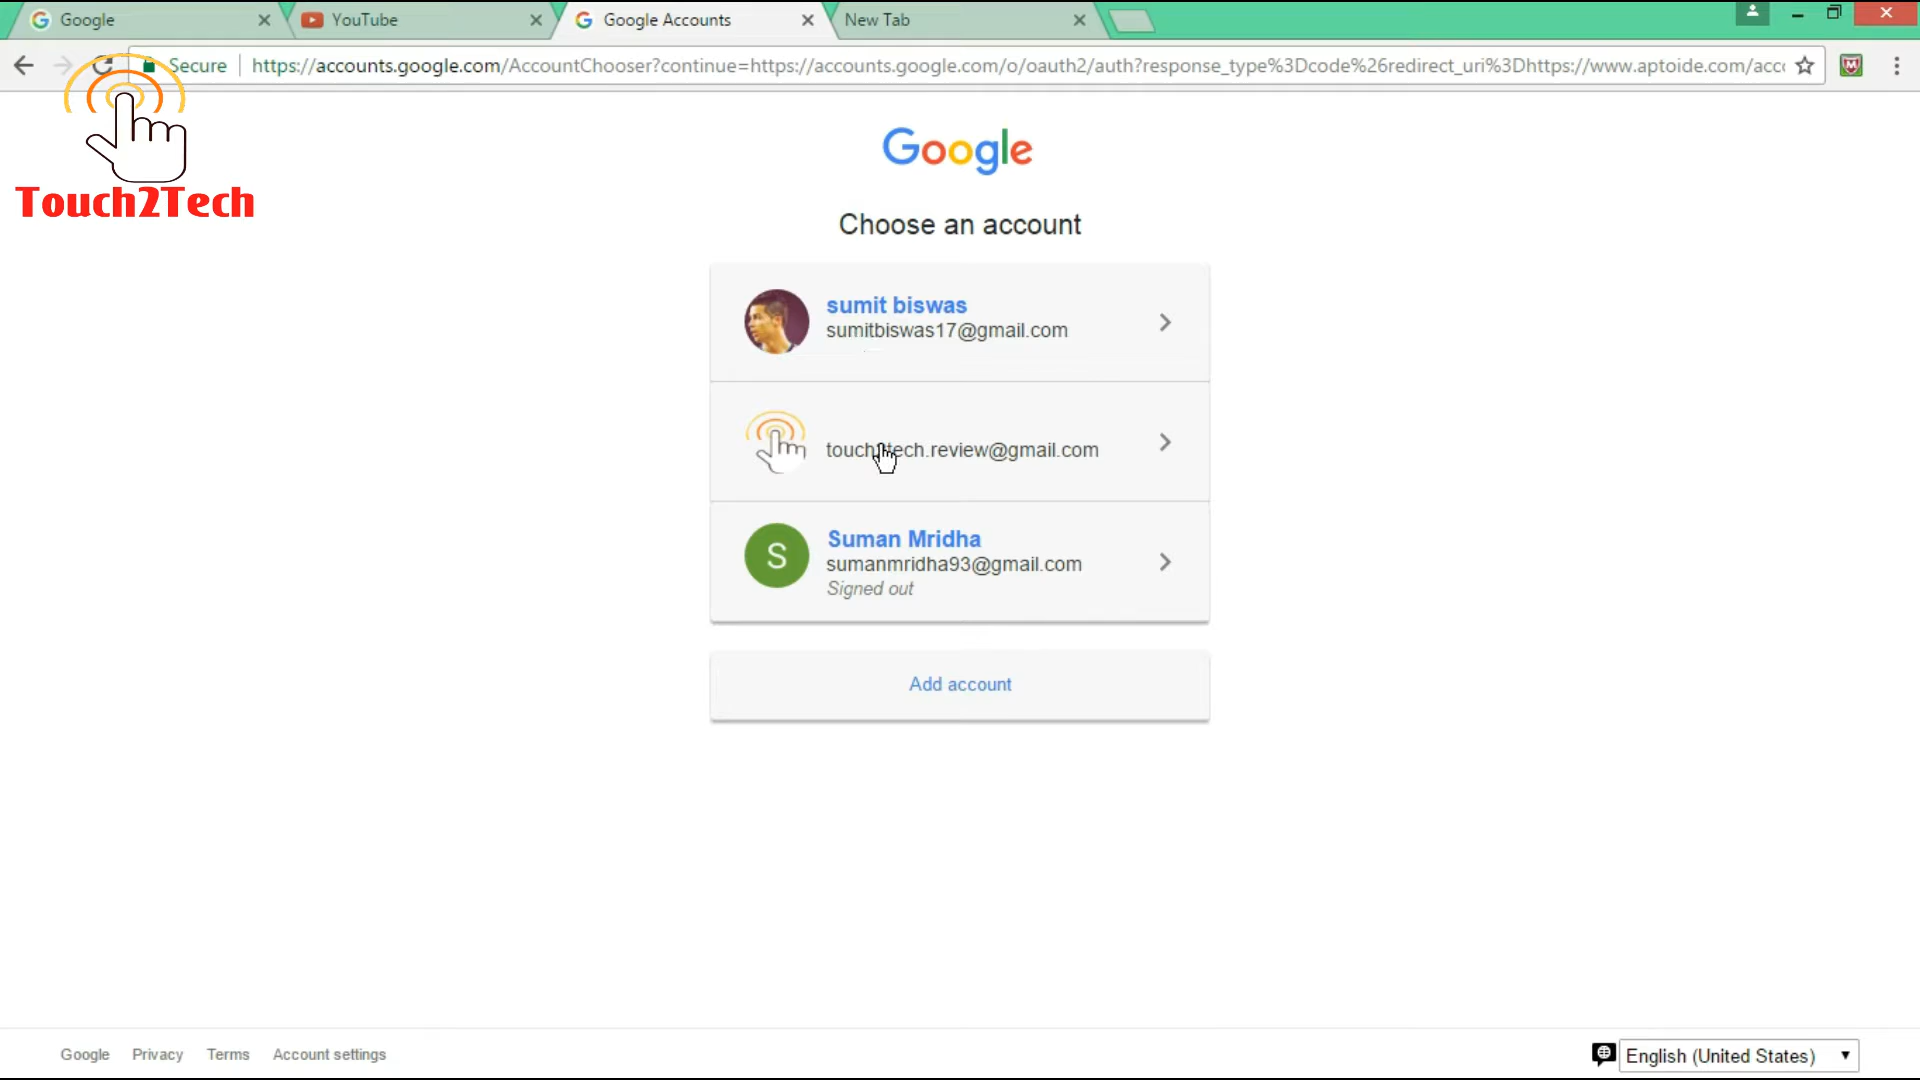 Google
YouTube
Google Accounts
New Tab
Secure
https://accounts.google.com/AccountChooser?continue=https://accounts.google.com/o/oauth2/auth?response_type%3Dcode%26redirect_uri%3Dhttps://www.aptoide.com/acc
Touch2Tech
Google
Choose an account
sumit biswas
sumitbiswas17@gmail.com
touch2tech.review@gmail.com
S
Suman Mridha
sumanmridha93@gmail.com
Signed out
Add account
Google
Privacy
Terms
Account settings
English (United States)